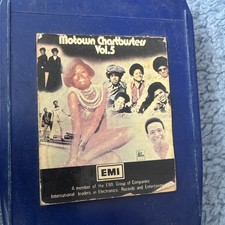 Motown Chartbusters
Vol.5
EMI
A member of the EMI Group of Companies
International leaders in Electronics, Records and Entertainment